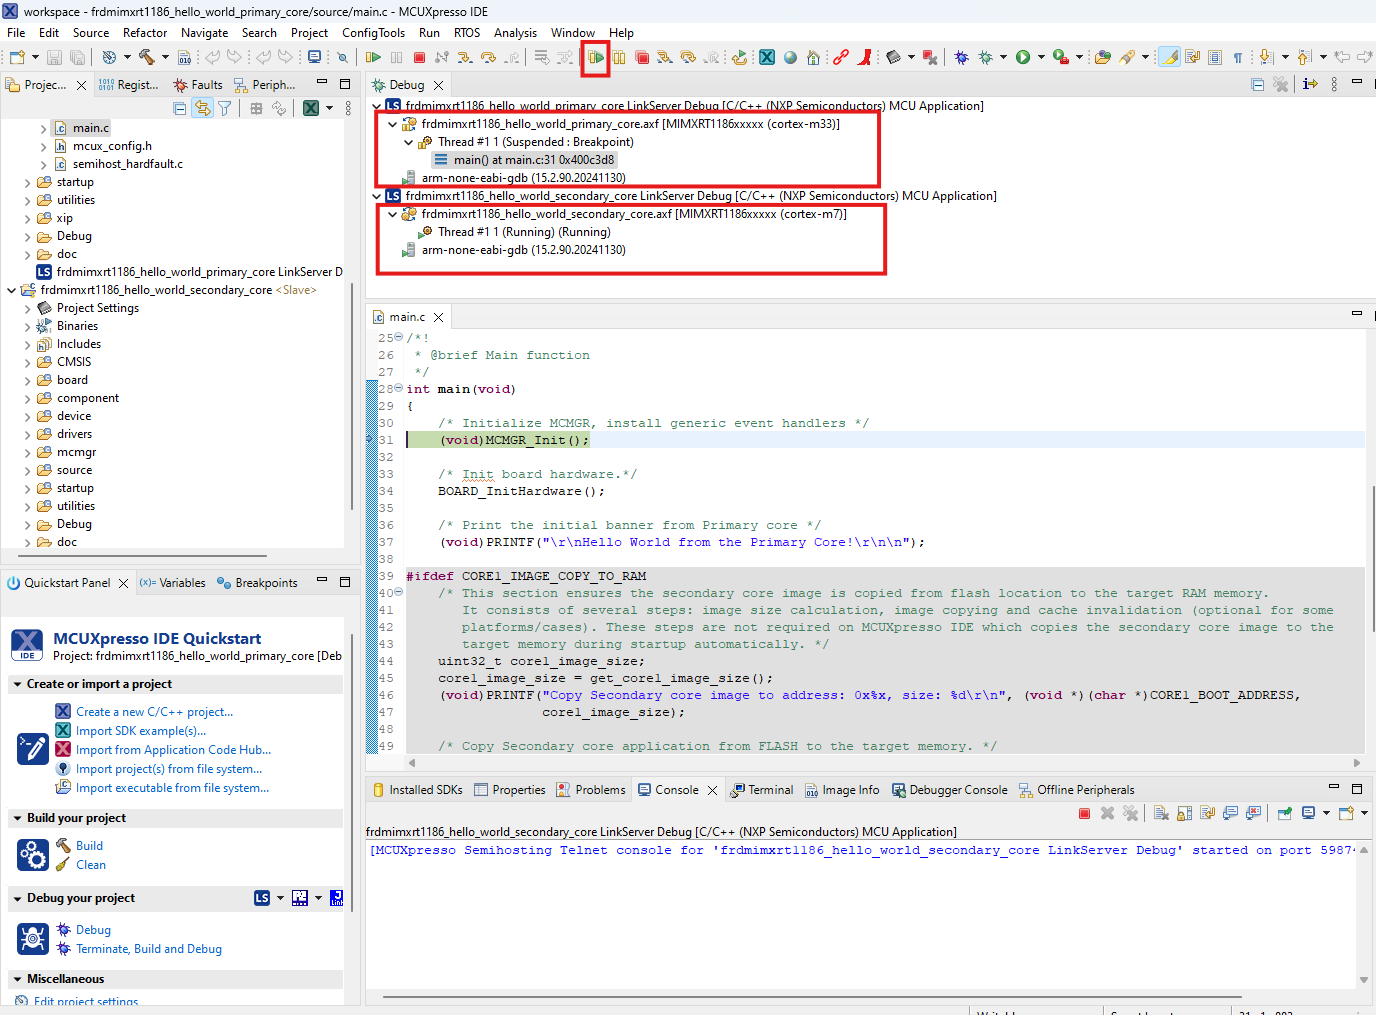 workspace - frdmimxrt1186_hello_world_primary_core/source/main.c - MCUXpresso IDE
File Edit Source Refactor Navigate Search Project ConfigTools Run RTOS Analysis Window Help
Projec... Regist... Faults Periph...
main.c
mcux_config.h
semihost_hardfault.c
startup
utilities
xip
Debug
doc
frdmimxrt1186_hello_world_primary_core LinkServer D
frdmimxrt1186_hello_world_secondary_core <Slave>
Project Settings
Binaries
Includes
CMSIS
board
component
device
drivers
mcmgr
source
startup
utilities
Debug
doc
Debug
frdmimxrt1186_hello_world_primary_core LinkServer Debug [C/C++ (NXP Semiconductors) MCU Application]
frdmimxrt1186_hello_world_primary_core.axf [MIMXRT1186xxxxx (cortex-m33)]
Thread #1 1 (Suspended : Breakpoint)
main() at main.c:31 0x400c3d8
arm-none-eabi-gdb (15.2.90.20241130)
frdmimxrt1186_hello_world_secondary_core LinkServer Debug [C/C++ (NXP Semiconductors) MCU Application]
frdmimxrt1186_hello_world_secondary_core.axf [MIMXRT1186xxxxx (cortex-m7)]
Thread #1 1 (Running) (Running)
arm-none-eabi-gdb (15.2.90.20241130)
main.c
25 /*!
26 * @brief Main function
27 */
28 int main(void)
29 {
30 /* Initialize MCMGR, install generic event handlers */
31 (void)MCMGR_Init();
32
33 /* Init board hardware.*/
34 BOARD_InitHardware();
35
36 /* Print the initial banner from Primary core */
37 (void)PRINTF("\r\nHello World from the Primary Core!\r\n\n");
38
39 #ifdef CORE1_IMAGE_COPY_TO_RAM
40 /* This section ensures the secondary core image is copied from flash location to the target RAM memory.
41 It consists of several steps: image size calculation, image copying and cache invalidation (optional for some
42 platforms/cases). These steps are not required on MCUXpresso IDE which copies the secondary core image to the
43 target memory during startup automatically. */
44 uint32_t core1_image_size;
45 core1_image_size = get_core1_image_size();
46 (void)PRINTF("Copy Secondary core image to address: 0x%x, size: %d\r\n", (void *)(char *)CORE1_BOOT_ADDRESS,
47 core1_image_size);
48
49 /* Copy Secondary core application from FLASH to the target memory. */
Quickstart Panel (x)= Variables Breakpoints
MCUXpresso IDE Quickstart
Project: frdmimxrt1186_hello_world_primary_core [Deb
Create or import a project
Create a new C/C++ project...
Import SDK example(s)...
Import from Application Code Hub...
Import project(s) from file system...
Import executable from file system...
Build your project
Build
Clean
Debug your project
LS
Debug
Terminate, Build and Debug
Miscellaneous
Edit project settings
Installed SDKs Properties Problems Console Terminal Image Info Debugger Console Offline Peripherals
frdmimxrt1186_hello_world_secondary_core LinkServer Debug [C/C++ (NXP Semiconductors) MCU Application]
[MCUXpresso Semihosting Telnet console for 'frdmimxrt1186_hello_world_secondary_core LinkServer Debug' started on port 59874